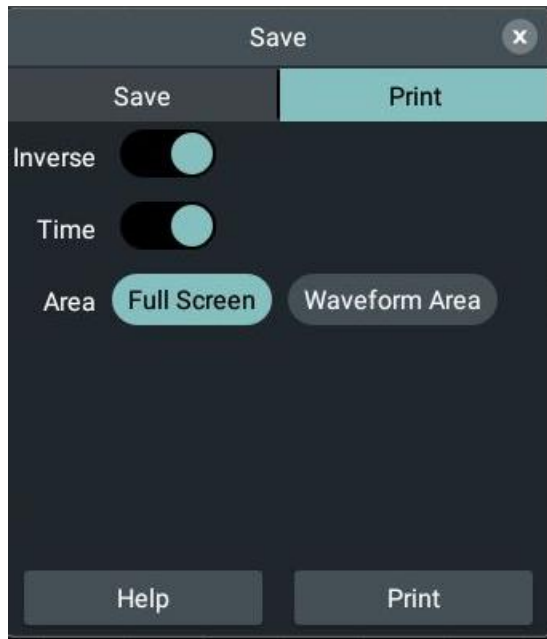 Save x
Save Print
Inverse
Time
Area Full Screen Waveform Area
Help Print